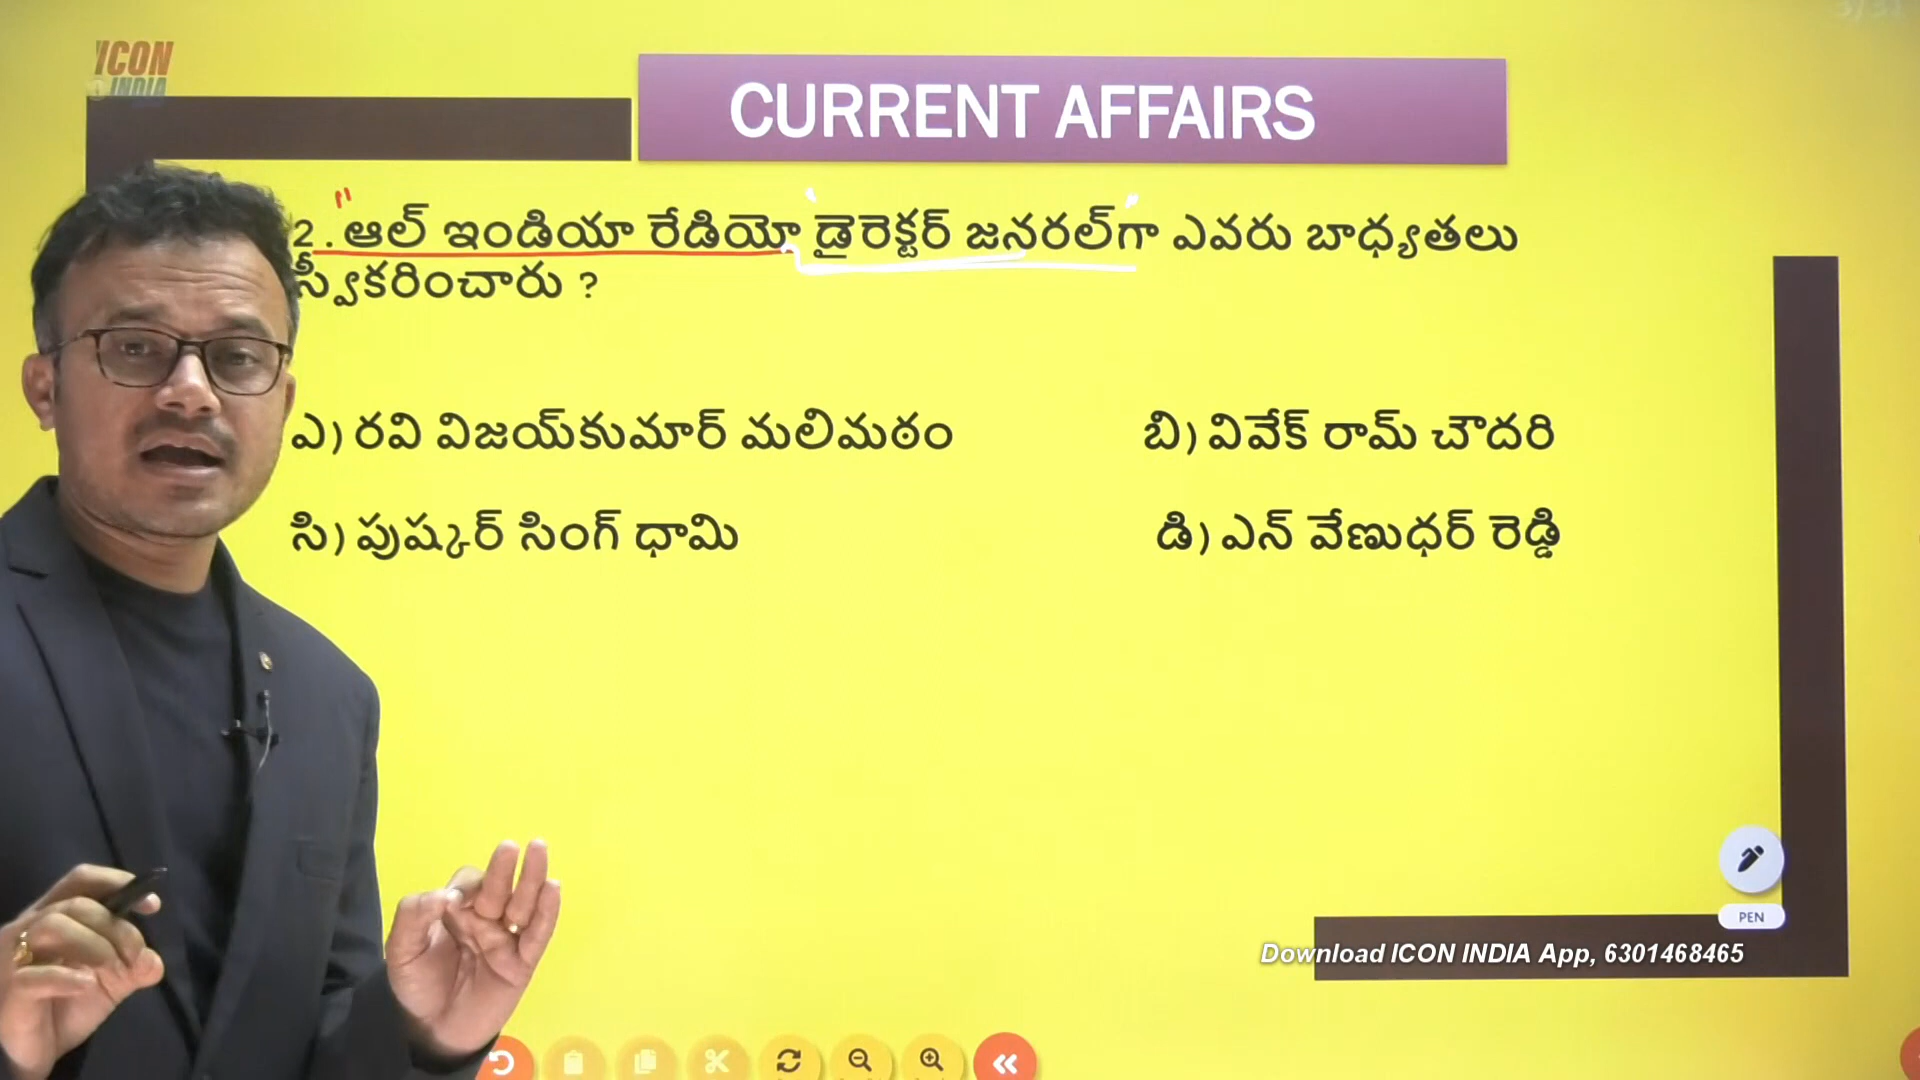 ICON
INDIA
CURRENT AFFAIRS
2. ఆల్ ఇండియా రేడియో డైరెక్టర్ జనరల్‌గా ఎవరు బాధ్యతలు
స్వీకరించారు ?
ఎ) రవి విజయ్‌కుమార్ మలిమఠం
బి) వివేక్ రామ్ చౌదరి
సి) పుష్కర్ సింగ్ ధామి
డి) ఎన్ వేణుధర్ రెడ్డి
PEN
Download ICON INDIA App, 6301468465